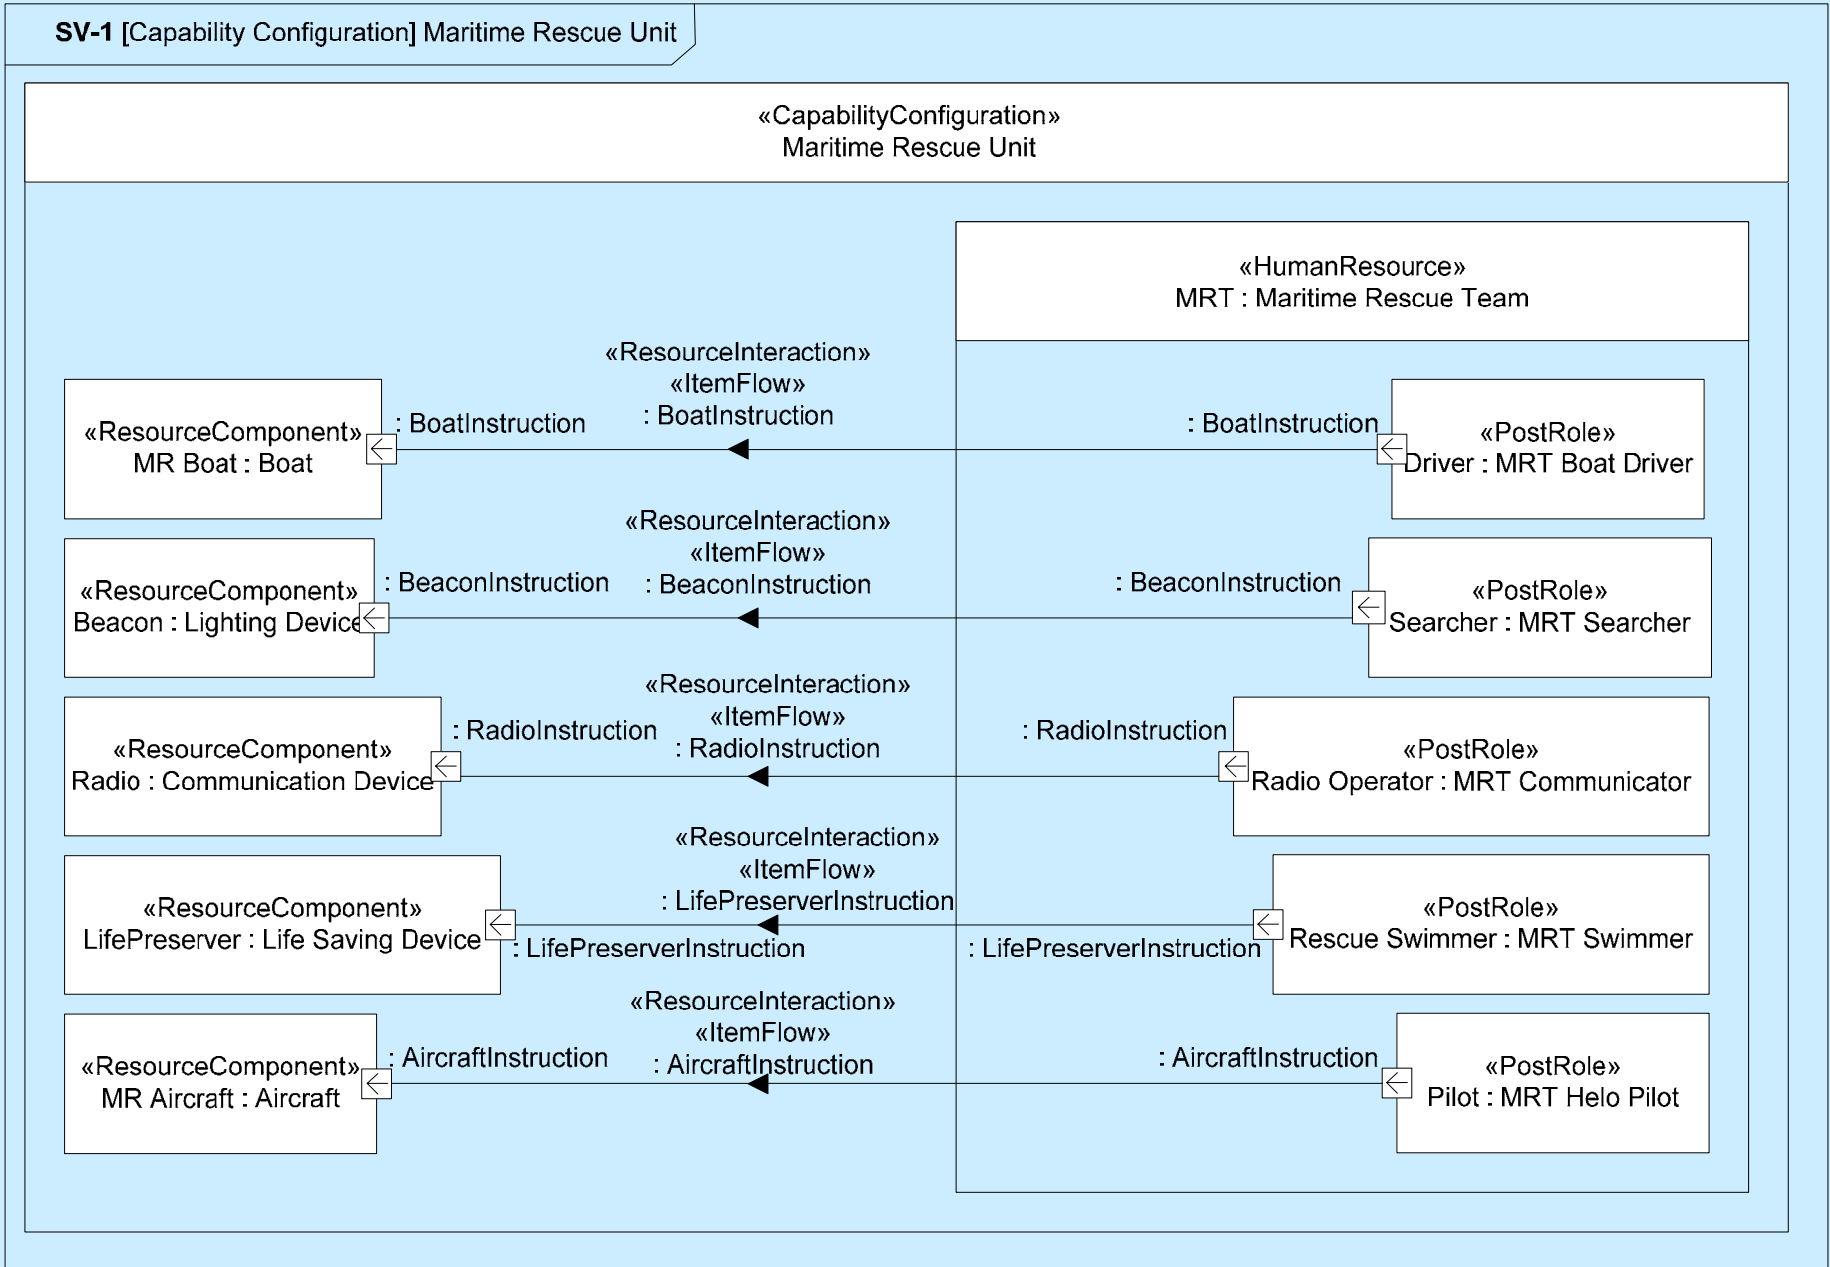 SV-1 [Capability Configuration] Maritime Rescue Unit
«CapabilityConfiguration»
Maritime Rescue Unit
«HumanResource»
MRT : Maritime Rescue Team
«ResourceComponent»
MR Boat : Boat
: BoatInstruction
«ResourceInteraction»
«ItemFlow»
: BoatInstruction
: BoatInstruction
«PostRole»
Driver : MRT Boat Driver
«ResourceComponent»
Beacon : Lighting Device
: BeaconInstruction
«ResourceInteraction»
«ItemFlow»
: BeaconInstruction
: BeaconInstruction
«PostRole»
Searcher : MRT Searcher
«ResourceComponent»
Radio : Communication Device
: RadioInstruction
«ResourceInteraction»
«ItemFlow»
: RadioInstruction
: RadioInstruction
«PostRole»
Radio Operator : MRT Communicator
«ResourceComponent»
LifePreserver : Life Saving Device
«ResourceInteraction»
«ItemFlow»
: LifePreserverInstruction
: LifePreserverInstruction
: LifePreserverInstruction
«PostRole»
Rescue Swimmer : MRT Swimmer
«ResourceComponent»
MR Aircraft : Aircraft
: AircraftInstruction
«ResourceInteraction»
«ItemFlow»
: AircraftInstruction
: AircraftInstruction
«PostRole»
Pilot : MRT Helo Pilot